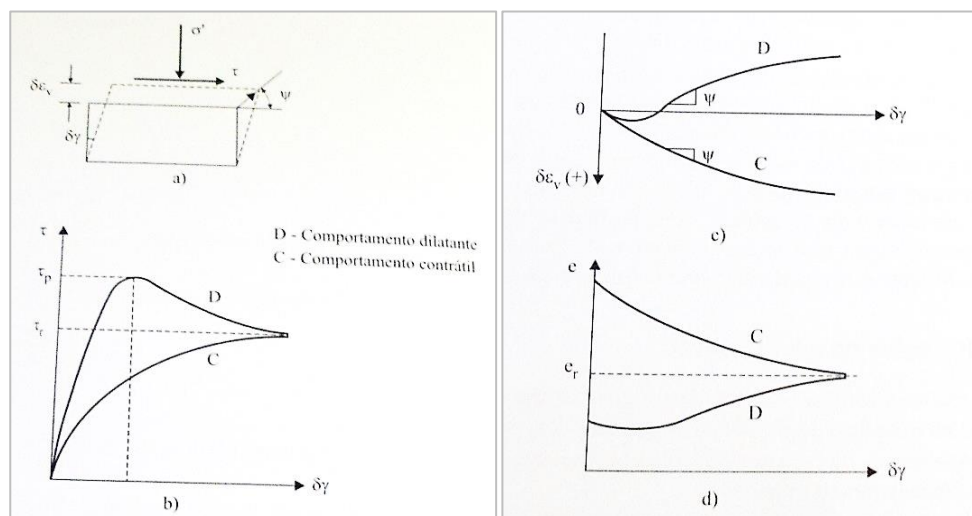 σ'
τ
δε_v
ψ
δγ
a)
τ
D - Comportamento dilatante
C - Comportamento contrátil
τ_p
D
τ_r
C
δγ
b)
D
ψ
0
δγ
ψ
C
δε_v (+)
c)
e
C
e_r
D
δγ
d)